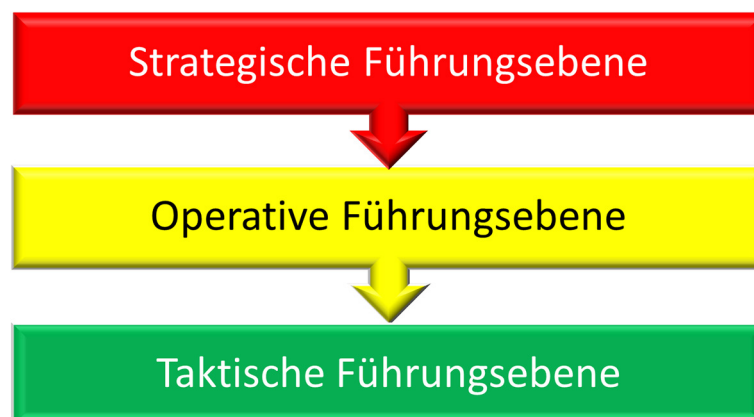 Strategische Führungsebene
Operative Führungsebene
Taktische Führungsebene